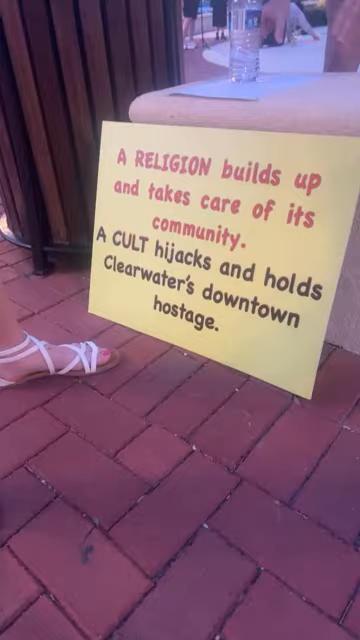 A RELIGION builds up
and takes care of its
community.
A CULT hijacks and holds
Clearwater's downtown
hostage.